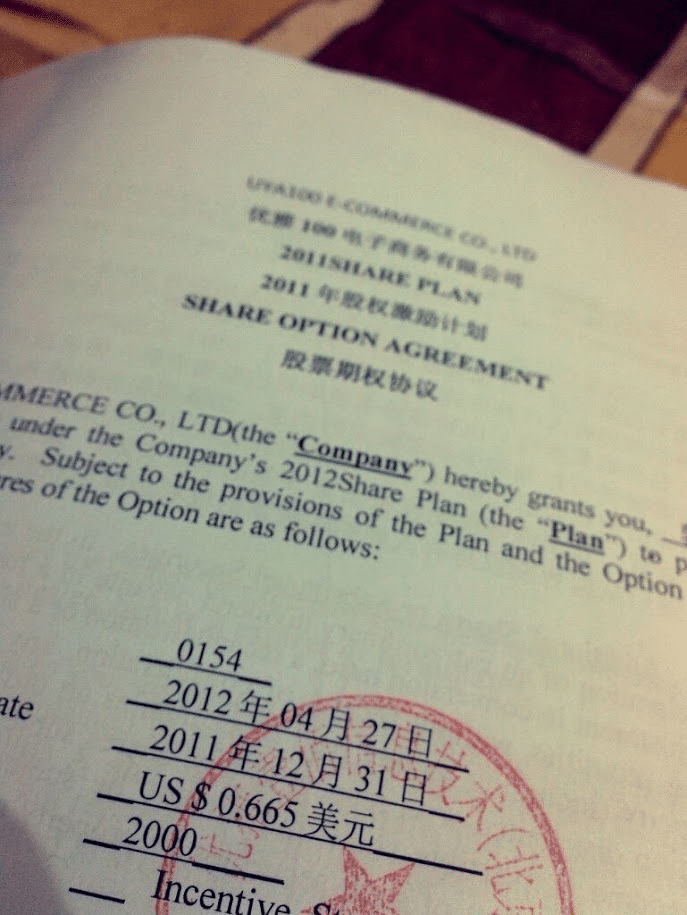 UYA100 E-COMMERCE CO., LTD
优雅 100 电子商务有限公司
2011SHARE PLAN
2011 年股权激励计划
SHARE OPTION AGREEMENT
股票期权协议
MMERCE CO., LTD(the “Company”) hereby grants you,
under the Company’s 2012Share Plan (the “Plan”) to p
y. Subject to the provisions of the Plan and the Option
res of the Option are as follows:
0154
ate 2012 年 04 月 27 日
2011 年 12 月 31 日
US $ 0.665 美元
2000
Incentive St
技术(北